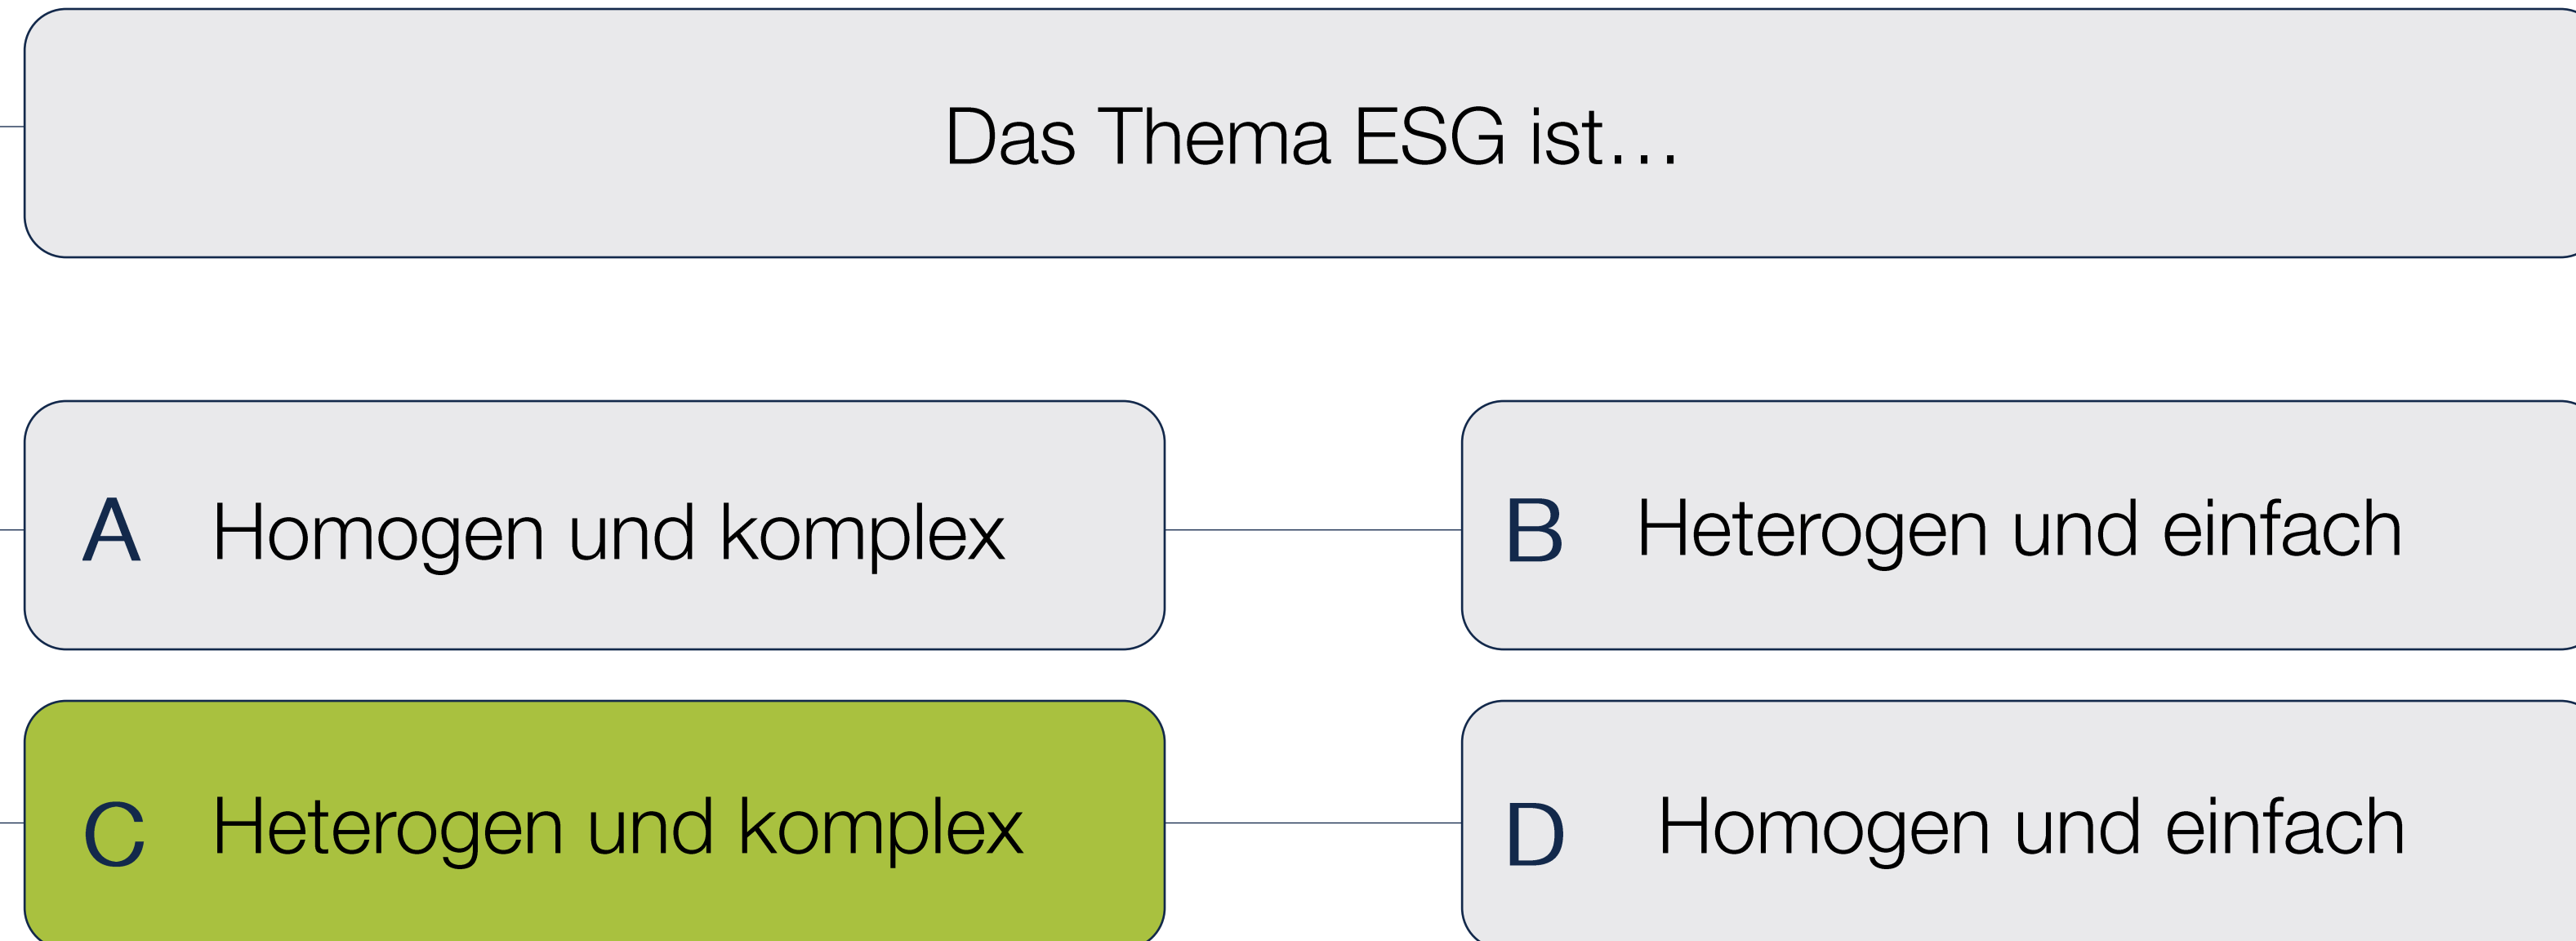 Das Thema ESG ist…
A Homogen und komplex
B Heterogen und einfach
C Heterogen und komplex
D Homogen und einfach